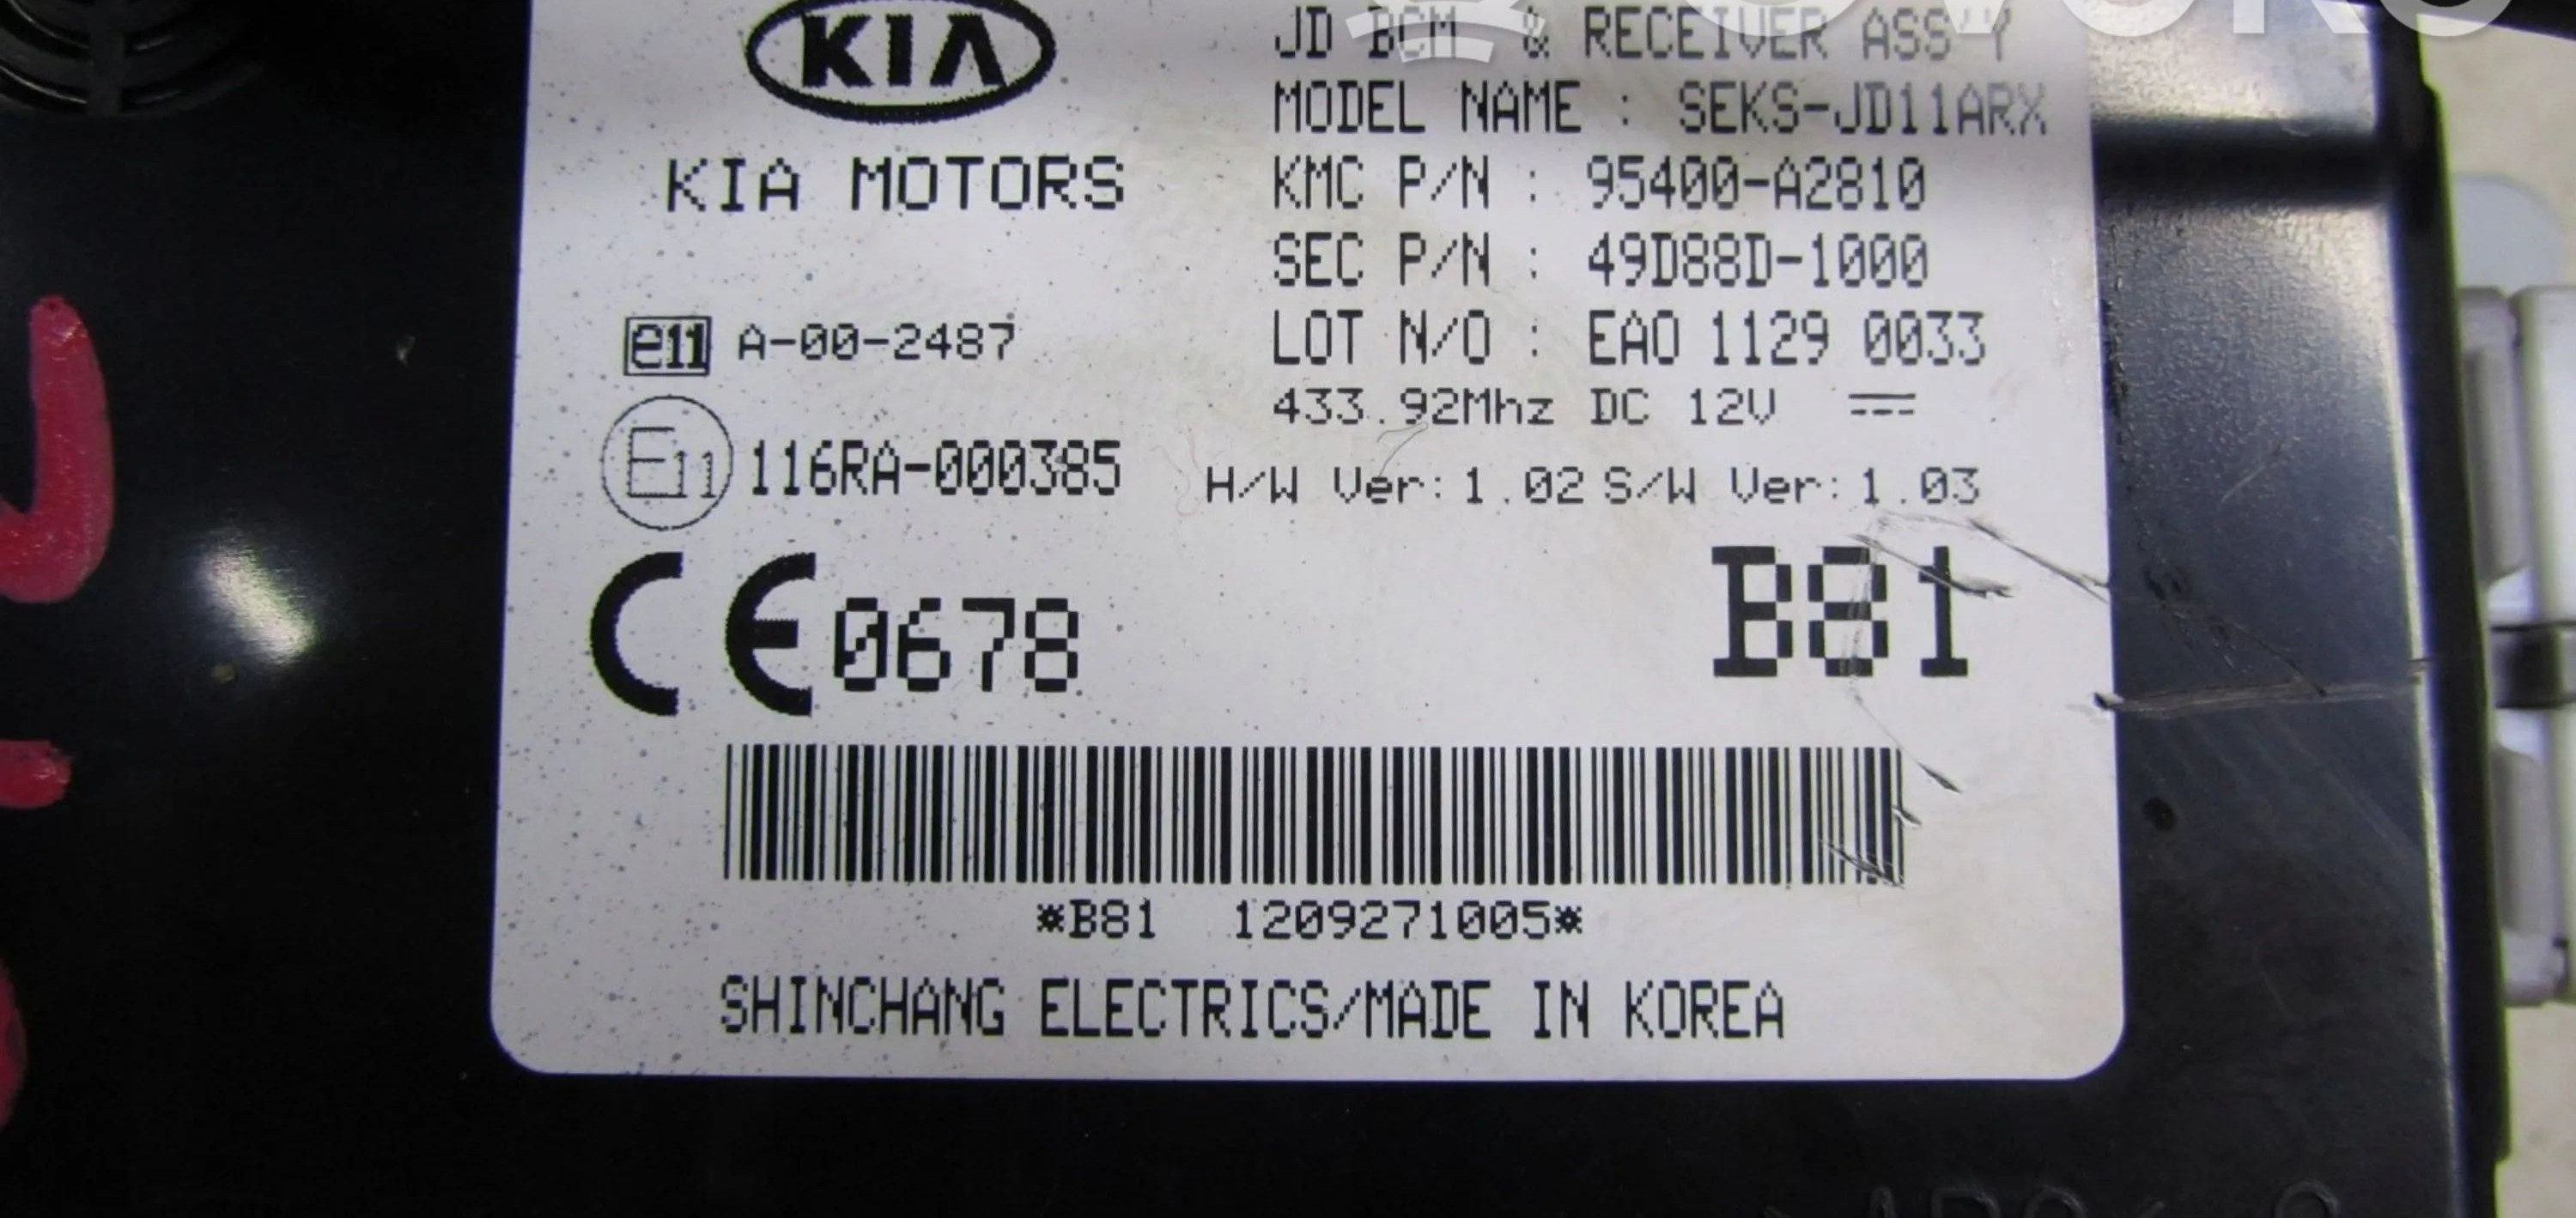 KIA
KIA MOTORS
e11 A-00-2487
E11 116RA-000385
CE 0678
JD BCM & RECEIVER ASS'Y
MODEL NAME : SEKS-JD11ARX
KMC P/N : 95400-A2810
SEC P/N : 49D88D-1000
LOT N/O : EAO 1129 0033
433.92Mhz DC 12V
H/W Ver:1.02 S/W Ver:1.03
B81
*B81 1209271005*
SHINCHANG ELECTRICS/MADE IN KOREA